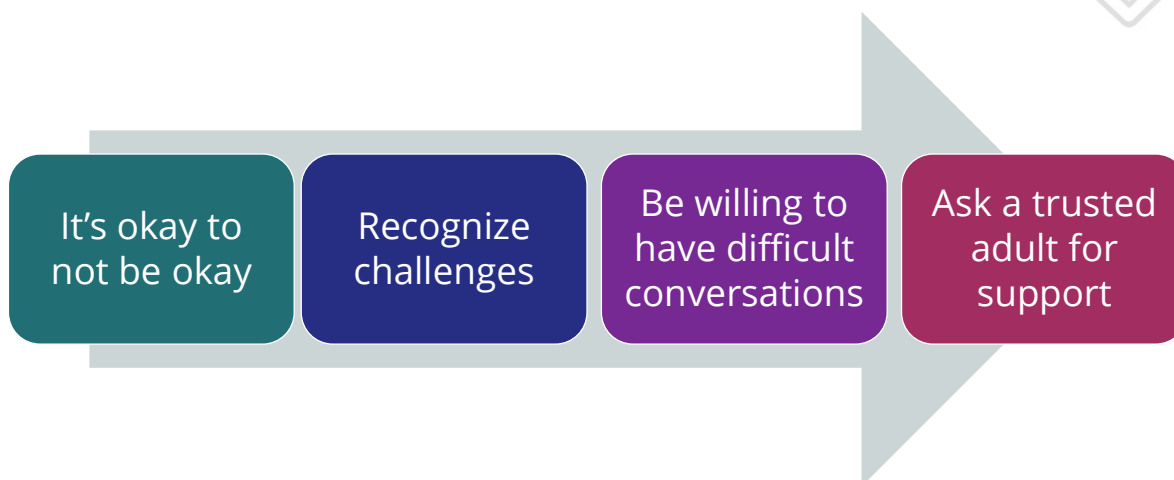 It’s okay to
not be okay
Recognize
challenges
Be willing to
have difficult
conversations
Ask a trusted
adult for
support